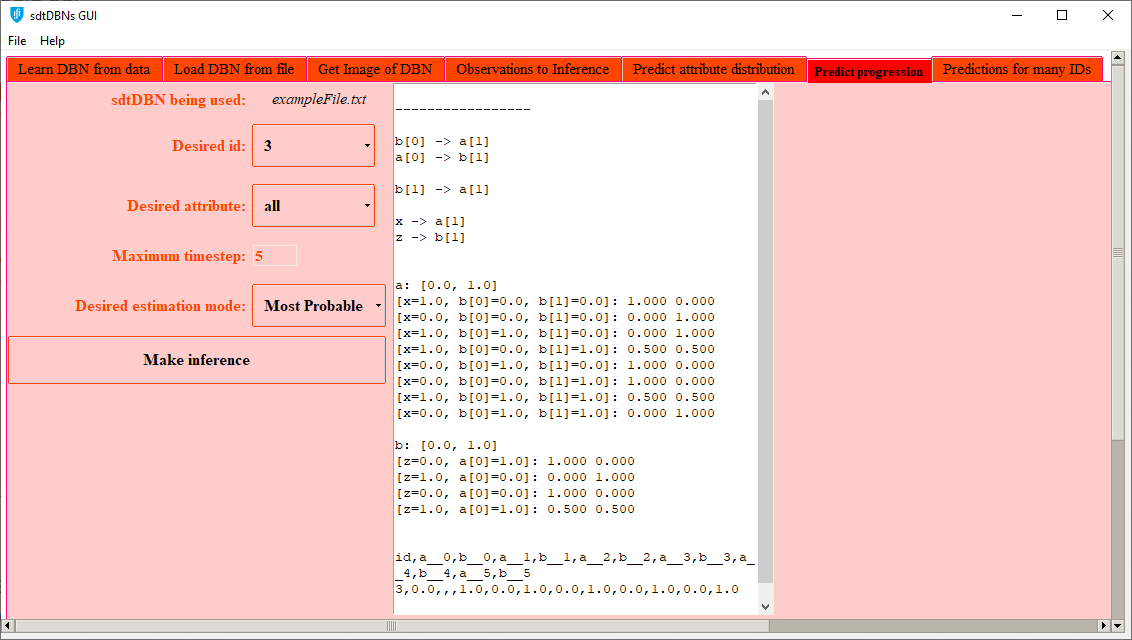 sdtDBNs GUI
File Help
Learn DBN from data
Load DBN from file
Get Image of DBN
Observations to Inference
Predict attribute distribution
Predict progression
Predictions for many IDs
sdtDBN being used: exampleFile.txt
Desired id: 3
Desired attribute: all
Maximum timestep: 5
Desired estimation mode: Most Probable
Make inference
-----------------
b[0] -> a[1]
a[0] -> b[1]
b[1] -> a[1]
x -> a[1]
z -> b[1]
a: [0.0, 1.0]
[x=1.0, b[0]=0.0, b[1]=0.0]: 1.000 0.000
[x=0.0, b[0]=0.0, b[1]=0.0]: 0.000 1.000
[x=1.0, b[0]=1.0, b[1]=0.0]: 0.000 1.000
[x=1.0, b[0]=0.0, b[1]=1.0]: 0.500 0.500
[x=0.0, b[0]=1.0, b[1]=0.0]: 1.000 0.000
[x=0.0, b[0]=0.0, b[1]=1.0]: 1.000 0.000
[x=1.0, b[0]=1.0, b[1]=1.0]: 0.500 0.500
[x=0.0, b[0]=1.0, b[1]=1.0]: 0.000 1.000
b: [0.0, 1.0]
[z=0.0, a[0]=1.0]: 1.000 0.000
[z=1.0, a[0]=0.0]: 0.000 1.000
[z=0.0, a[0]=0.0]: 1.000 0.000
[z=1.0, a[0]=1.0]: 0.500 0.500
id,a__0,b__0,a__1,b__1,a__2,b__2,a__3,b__3,a_
_4,b__4,a__5,b__5
3,0.0,,,1.0,0.0,1.0,0.0,1.0,0.0,1.0,0.0,1.0